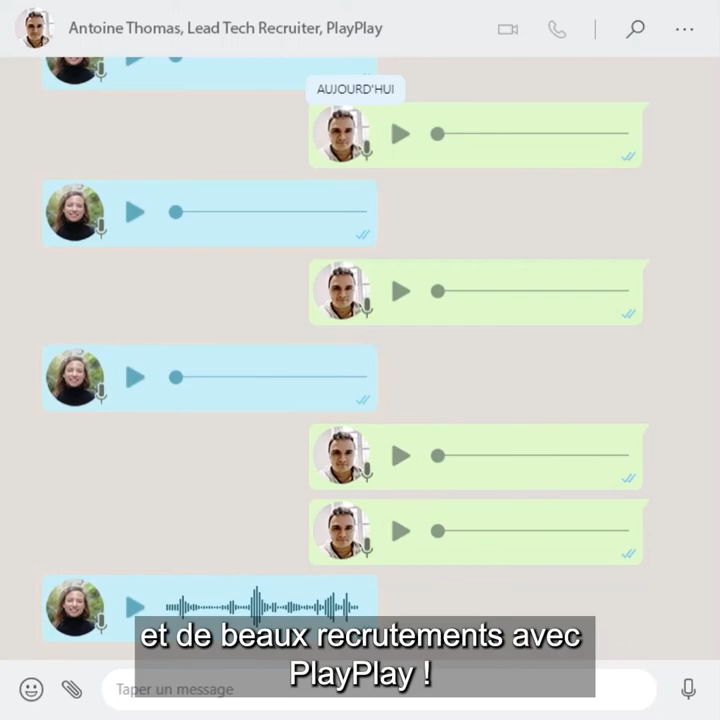 Antoine Thomas, Lead Tech Recruiter, PlayPlay
AUJOURD'HUI
et de beaux recrutements avec
PlayPlay !
Taper un message